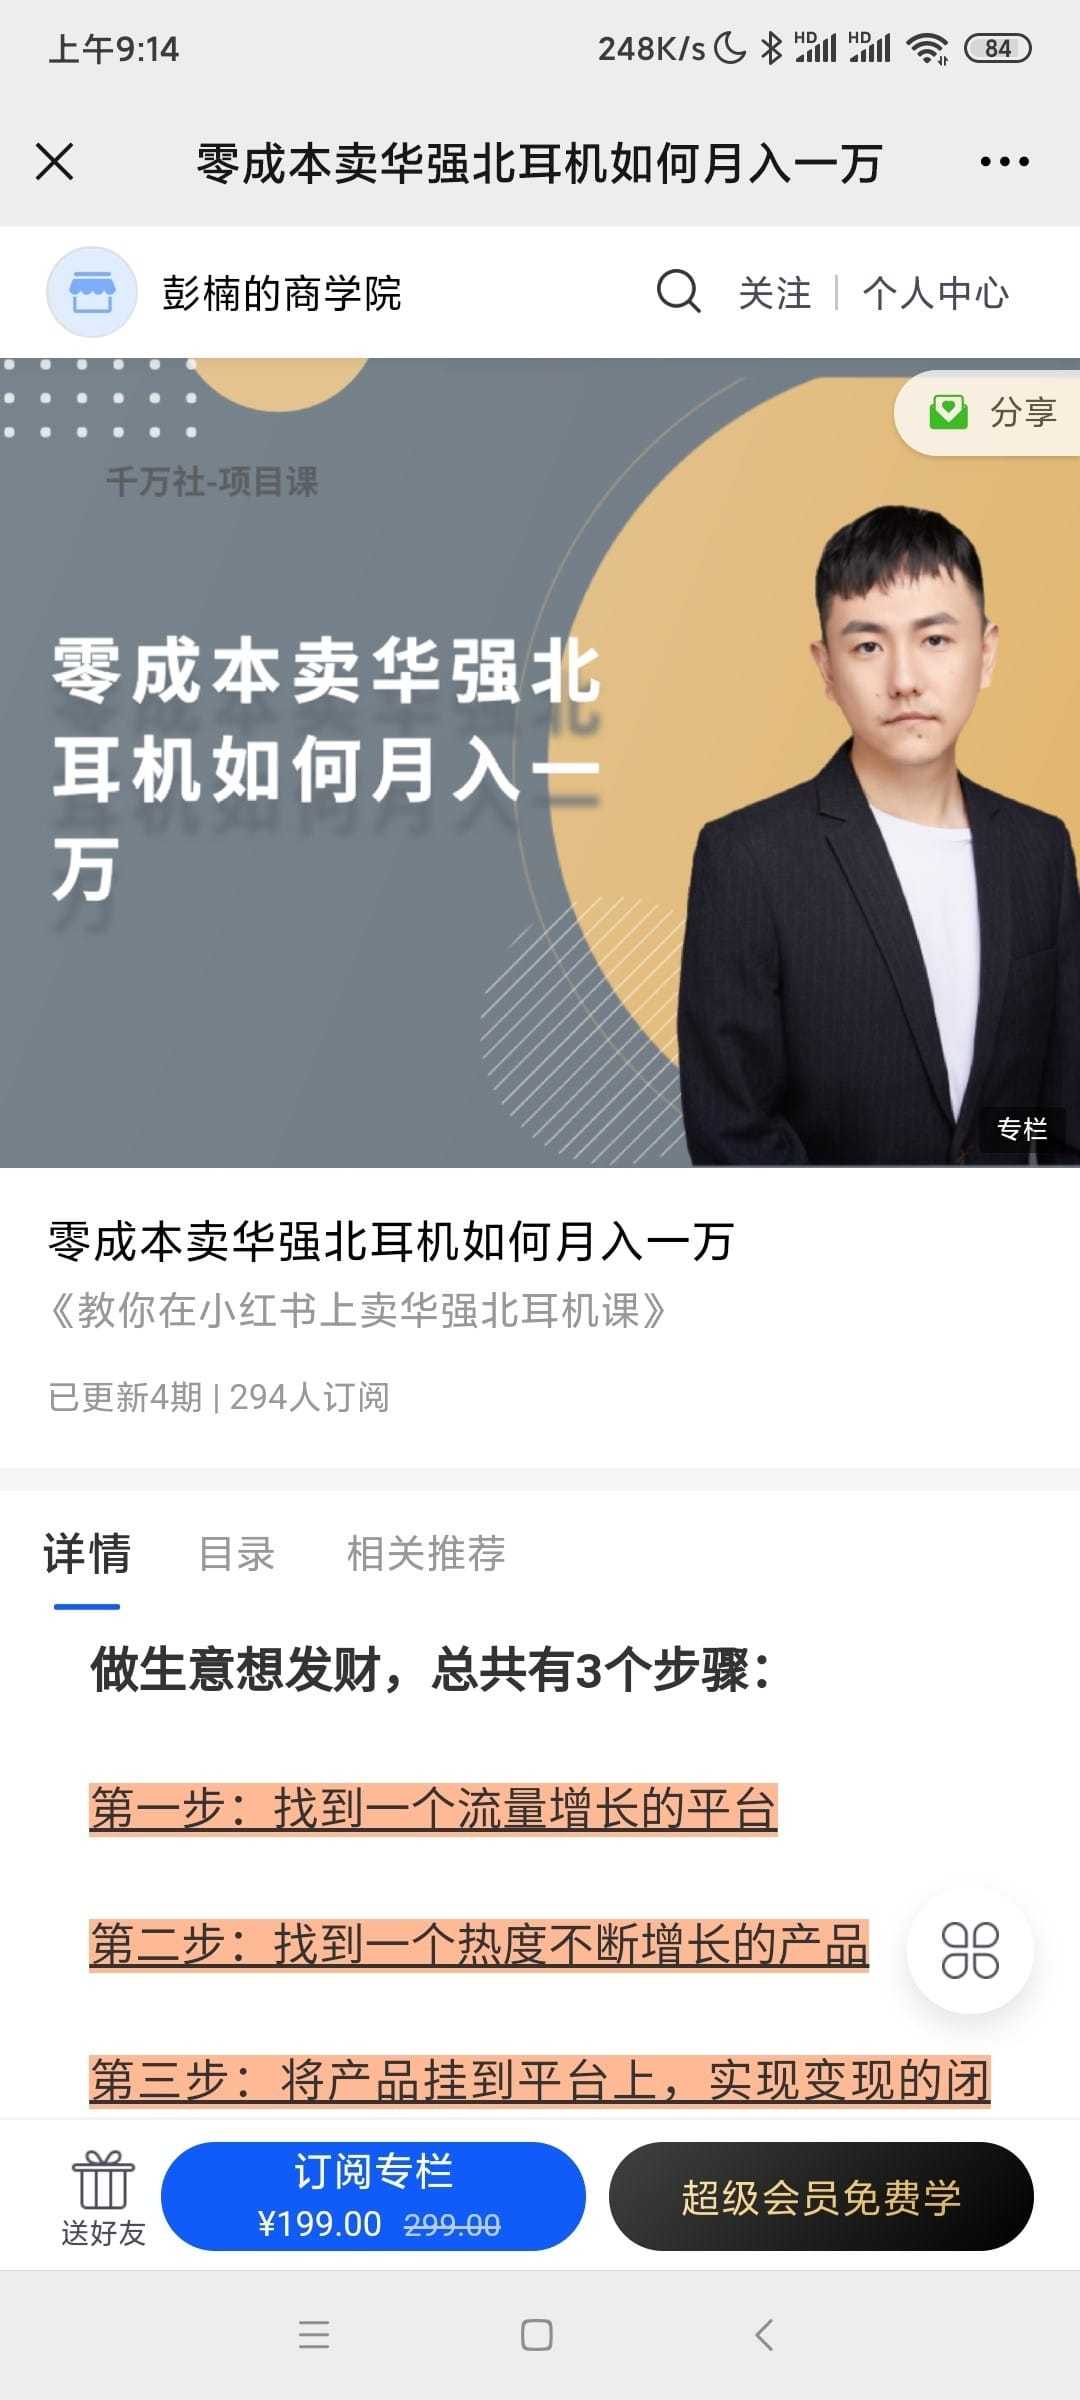 上午9:14
248K/s HD HD 84
零成本卖华强北耳机如何月入一万
彭楠的商学院
关注 | 个人中心
分享
千万社-项目课
零成本卖华强北
耳机如何月入一
万
专栏
零成本卖华强北耳机如何月入一万
《教你在小红书上卖华强北耳机课》
已更新4期 | 294人订阅
详情 目录 相关推荐
做生意想发财，总共有3个步骤：
第一步：找到一个流量增长的平台
第二步：找到一个热度不断增长的产品
第三步：将产品挂到平台上，实现变现的闭
送好友
订阅专栏
¥199.00 299.00
超级会员免费学